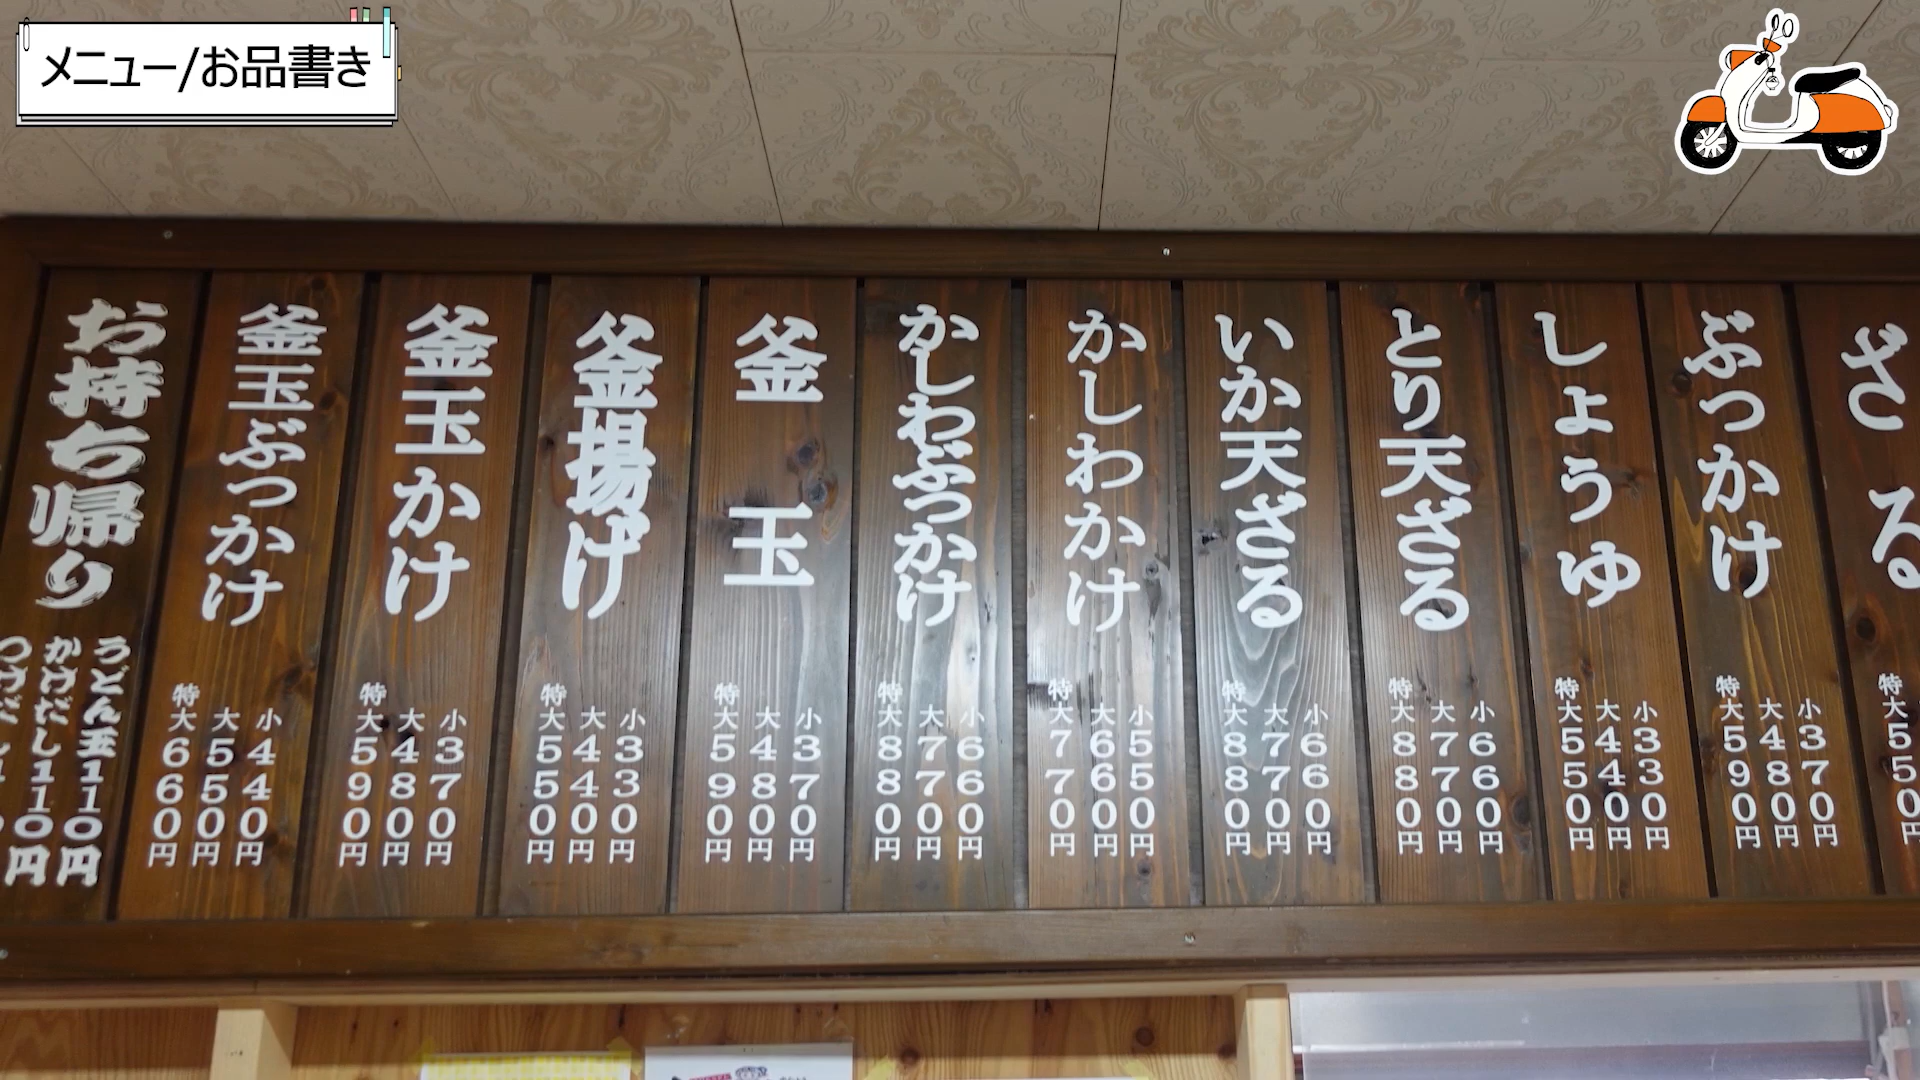 メニュー/お品書き
ざる
特大550円
ぶっかけ
小370円
大480円
特大590円
しょうゆ
小330円
大440円
特大550円
とり天ざる
小660円
大770円
特大880円
いか天ざる
小660円
大770円
特大880円
かしわかけ
小550円
大660円
特大770円
かしわぶっかけ
小660円
大770円
特大880円
釜玉
小370円
大480円
特大590円
釜揚げ
小330円
大440円
特大550円
釜玉かけ
小370円
大480円
特大590円
釜玉ぶっかけ
小440円
大550円
特大660円
お持ち帰り
うどん玉110円
かけだし110円
つけだし